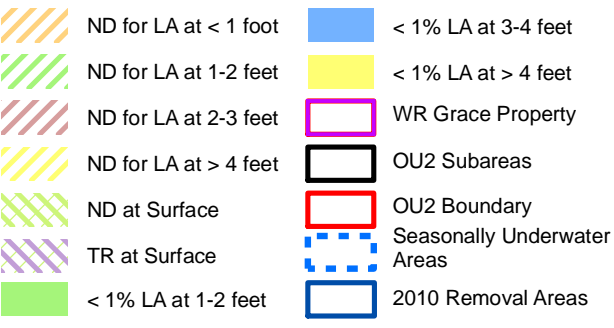 ND for LA at < 1 foot
ND for LA at 1-2 feet
ND for LA at 2-3 feet
ND for LA at > 4 feet
ND at Surface
TR at Surface
< 1% LA at 1-2 feet
< 1% LA at 3-4 feet
< 1% LA at > 4 feet
WR Grace Property
OU2 Subareas
OU2 Boundary
Seasonally Underwater
Areas
2010 Removal Areas